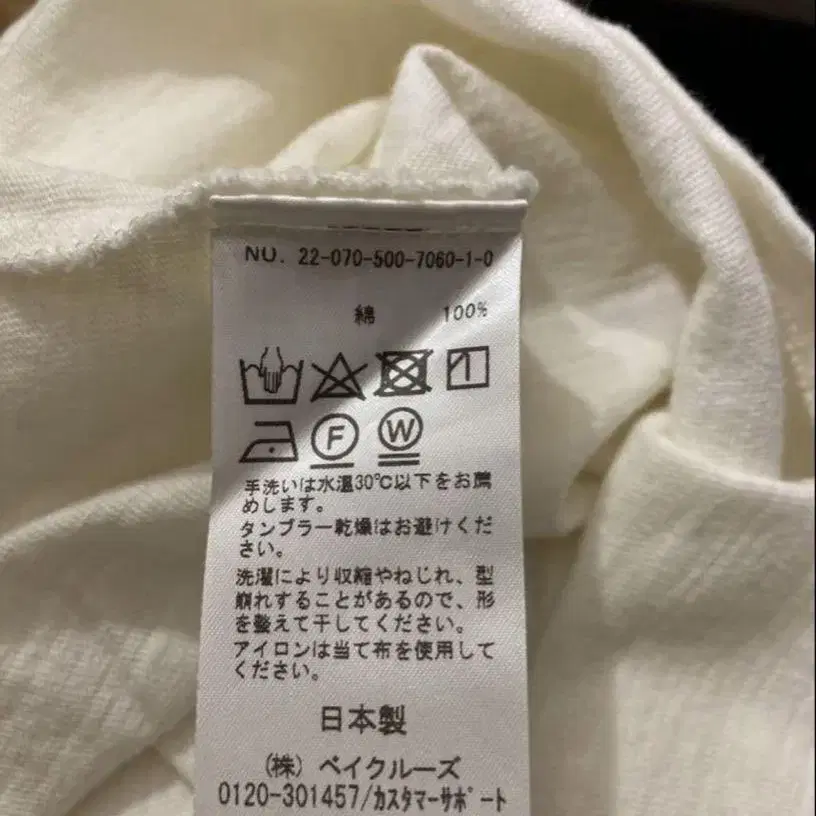 NO. 22-070-500-7060-1-0
綿 100%
F W
手洗いは水温30℃以下をお薦
めします。
タンブラー乾燥はお避けくだ
さい。
洗濯により収縮やねじれ、型
崩れすることがあるので、形
を整えて干してください。
アイロンは当て布を使用して
ください。
日本製
(株) ベイクルーズ
0120-301457/カスタマーサポート